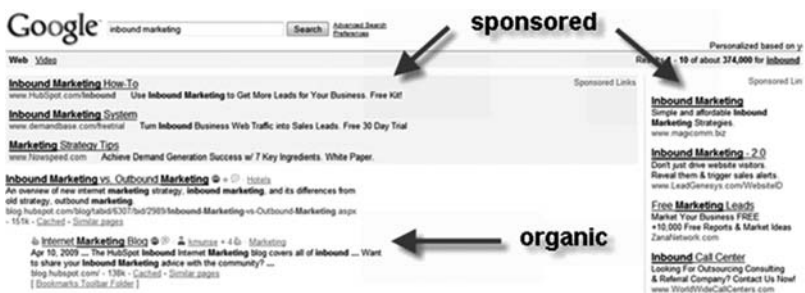 sponsored
Google
inbound marketing
Search
Advanced Search
Preferences
Personalized based on y
Web Video
Results 1 - 10 of about 374,000 for inbound
Inbound Marketing How-To
Sponsored Links
www.HubSpot.com/Inbound Use Inbound Marketing to Get More Leads for Your Business. Free Kit!
Inbound Marketing System
www.demandbase.com/freetrial Turn Inbound Business Web Traffic into Sales Leads. Free 30 Day Trial
Marketing Strategy Tips
www.Nowspeed.com Achieve Demand Generation Success w/ 7 Key Ingredients. White Paper.
Inbound Marketing vs. Outbound Marketing Hotels
An overview of new internet marketing strategy, inbound marketing, and its differences from
old strategy, outbound marketing.
blog.hubspot.com/blog/tabid/6307/bid/2989/Inbound-Marketing-vs-Outbound-Marketing.aspx
- 151k - Cached - Similar pages
Internet Marketing Blog kmurase + 4 Marketing
Apr 10, 2009 ... The HubSpot Inbound Internet Marketing blog covers all of inbound ... Want
to share your Inbound Marketing advice with the community? ...
blog.hubspot.com/ - 138k - Cached - Similar pages
[ Bookmarks Toolbar Folder ]
organic
Sponsored Lin
Inbound Marketing
Simple and affordable Inbound
Marketing Strategies.
www.magicomm.biz
Inbound Marketing - 2.0
Don't just drive website visitors.
Reveal them & trigger sales alerts.
www.LeadGenesys.com/WebsiteID
Free Marketing Leads
Market Your Business FREE
+10,000 Free Reports & Market Ideas
ZanaNetwork.com
Inbound Call Center
Looking For Outsourcing Consulting
& Referral Company? Contact Us Now!
www.WorldWideCallCenters.com